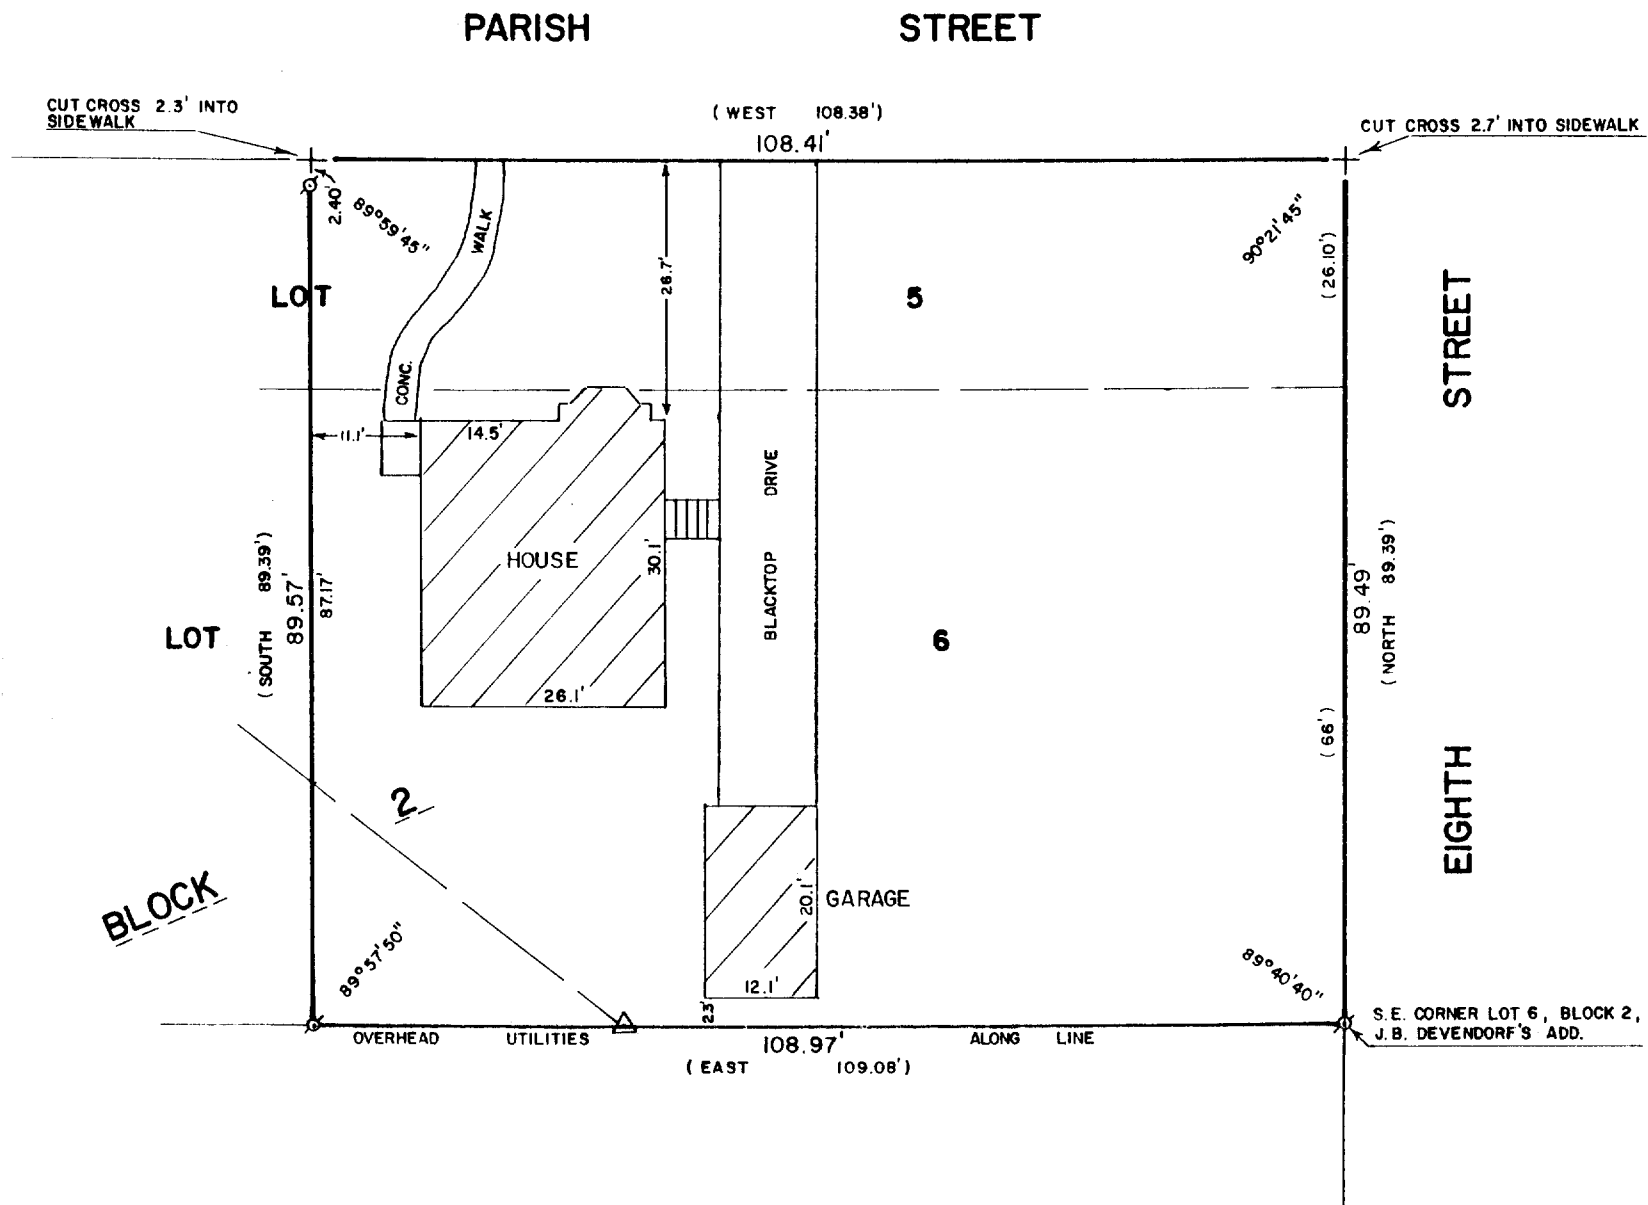 PARISH STREET
CUT CROSS 2.3' INTO
SIDEWALK
( WEST 108.38')
108.41'
CUT CROSS 2.7' INTO SIDEWALK
2.40'
89°59'45"
WALK
26.7'
90°21'45"
(26.10')
LOT 5
STREET
CONC.
11.1'
14.5'
HOUSE
30.1'
26.1'
BLACKTOP DRIVE
( SOUTH 89.39')
89.57'
87.17'
LOT 6
89.49'
( NORTH 89.39')
(66')
EIGHTH
2
BLOCK
GARAGE
20.1'
12.1'
89°57'50"
89°40'40"
S.E. CORNER LOT 6, BLOCK 2,
J.B. DEVENDORF'S ADD.
OVERHEAD UTILITIES ALONG LINE
108.97'
( EAST 109.08')